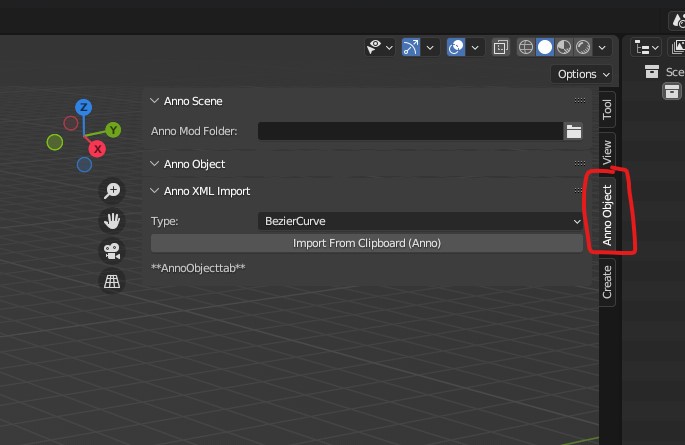 Options
Sce
Anno Scene
Anno Mod Folder:
Anno Object
Anno XML Import
Type:
BezierCurve
Import From Clipboard (Anno)
**AnnoObjecttab**
Z
Y
X
Tool
View
Anno Object
Create